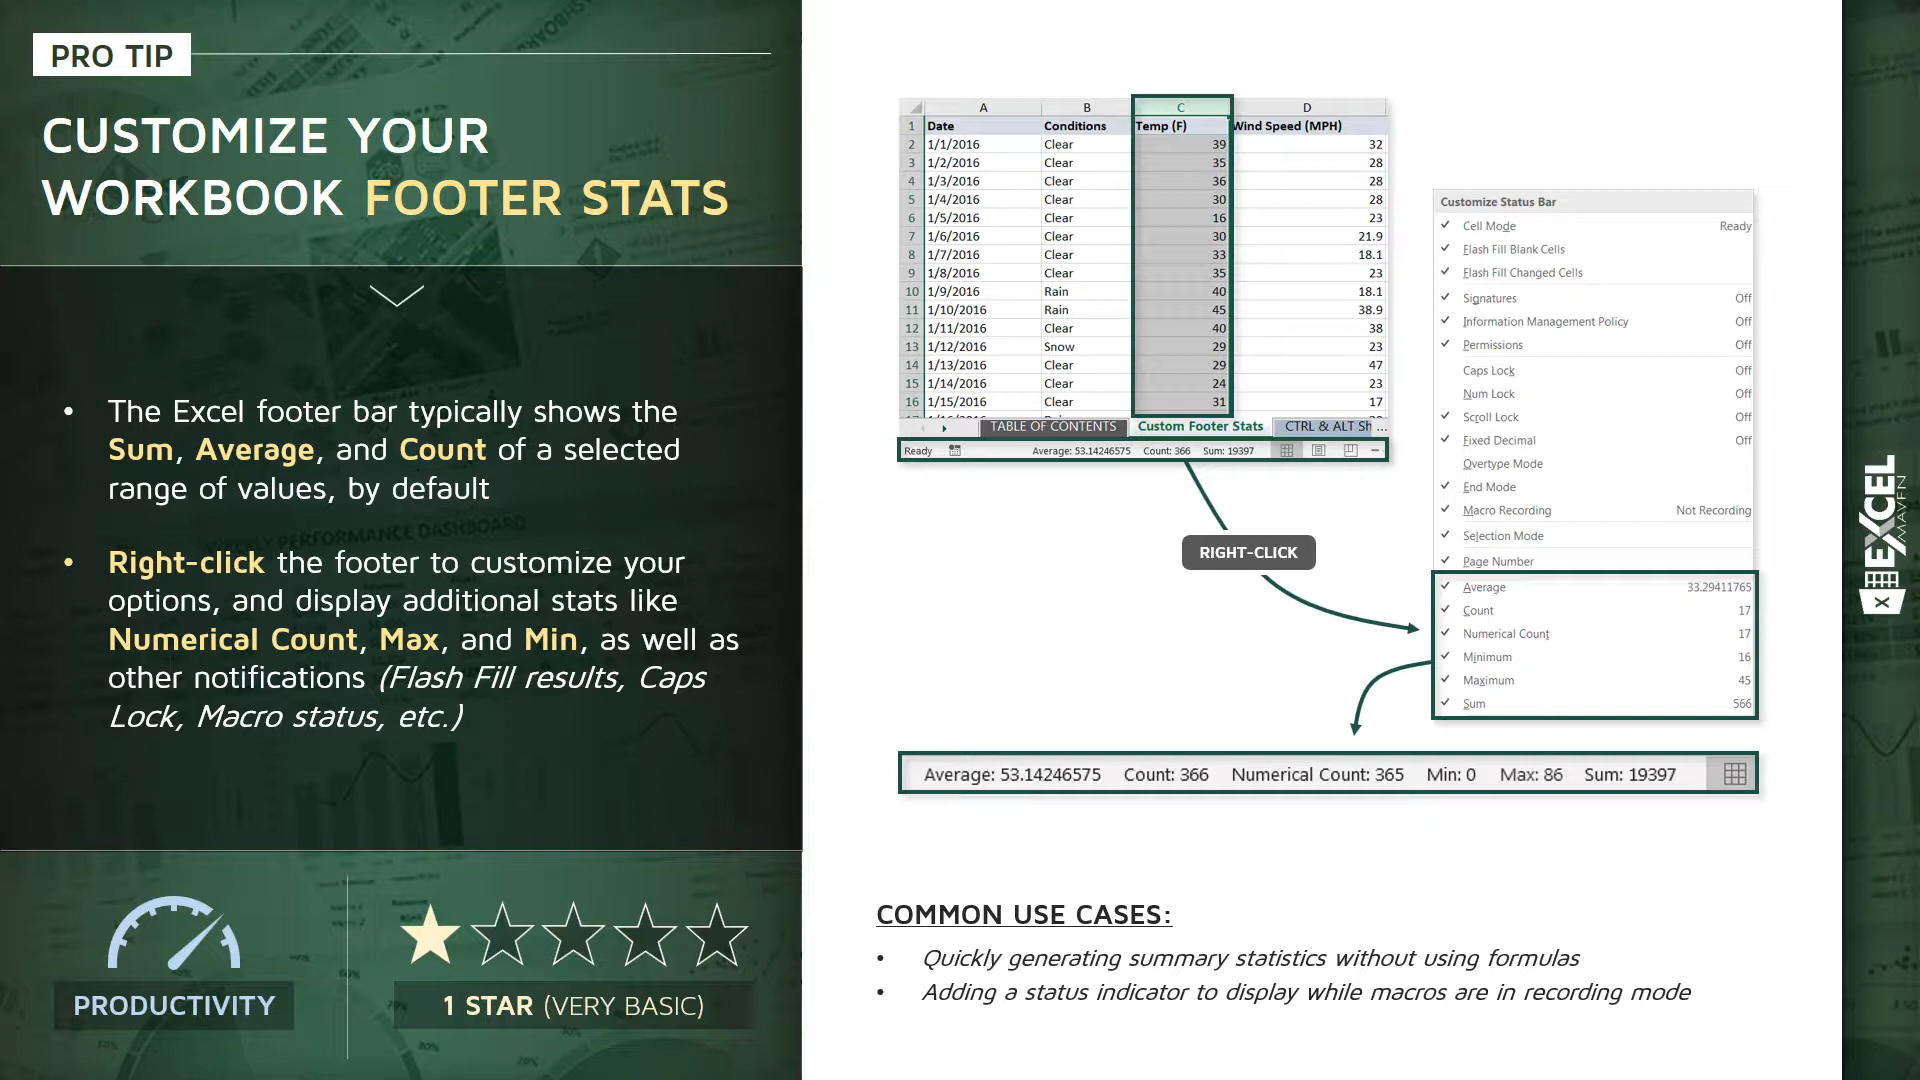 PRO TIP
CUSTOMIZE YOUR
WORKBOOK FOOTER STATS
• The Excel footer bar typically shows the
Sum, Average, and Count of a selected
range of values, by default
• Right-click the footer to customize your
options, and display additional stats like
Numerical Count, Max, and Min, as well as
other notifications (Flash Fill results, Caps
Lock, Macro status, etc.)
PRODUCTIVITY
1 STAR (VERY BASIC)
A B C D
1 Date Conditions Temp (F) Wind Speed (MPH)
2 1/1/2016 Clear 39 32
3 1/2/2016 Clear 35 28
4 1/3/2016 Clear 36 28
5 1/4/2016 Clear 30 28
6 1/5/2016 Clear 16 23
7 1/6/2016 Clear 30 21.9
8 1/7/2016 Clear 33 18.1
9 1/8/2016 Clear 35 23
10 1/9/2016 Rain 40 18.1
11 1/10/2016 Rain 45 38.9
12 1/11/2016 Clear 40 38
13 1/12/2016 Snow 29 23
14 1/13/2016 Clear 29 47
15 1/14/2016 Clear 24 23
16 1/15/2016 Clear 31 17
TABLE OF CONTENTS Custom Footer Stats CTRL & ALT Sh ...
Ready Average: 53.14246575 Count: 366 Sum: 19397
RIGHT-CLICK
Customize Status Bar
Cell Mode Ready
Flash Fill Blank Cells
Flash Fill Changed Cells
Signatures Off
Information Management Policy Off
Permissions Off
Caps Lock Off
Num Lock Off
Scroll Lock Off
Fixed Decimal Off
Overtype Mode
End Mode
Macro Recording Not Recording
Selection Mode
Page Number
Average 33.29411765
Count 17
Numerical Count 17
Minimum 16
Maximum 45
Sum 566
Average: 53.14246575 Count: 366 Numerical Count: 365 Min: 0 Max: 86 Sum: 19397
COMMON USE CASES:
• Quickly generating summary statistics without using formulas
• Adding a status indicator to display while macros are in recording mode
EXCEL
MAVEN
X